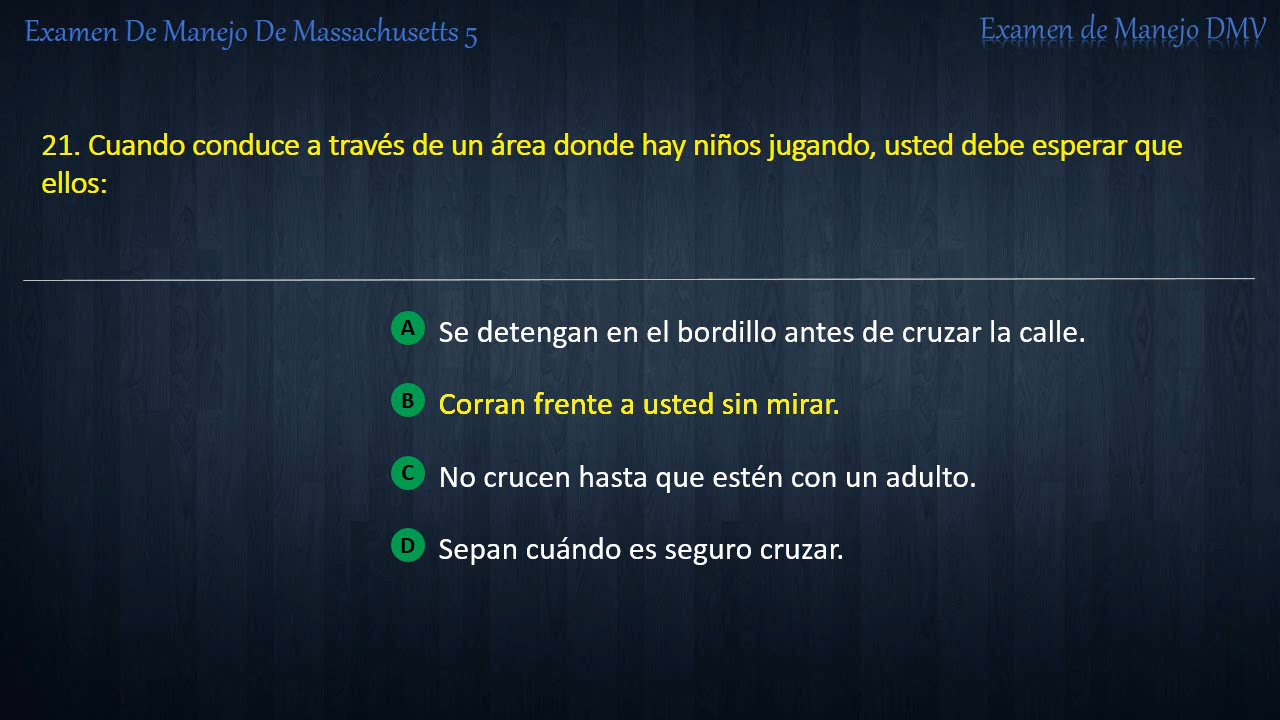 Examen De Manejo De Massachusetts 5
Examen de Manejo DMV
21. Cuando conduce a través de un área donde hay niños jugando, usted debe esperar que
ellos:
A Se detengan en el bordillo antes de cruzar la calle.
B Corran frente a usted sin mirar.
C No crucen hasta que estén con un adulto.
D Sepan cuándo es seguro cruzar.